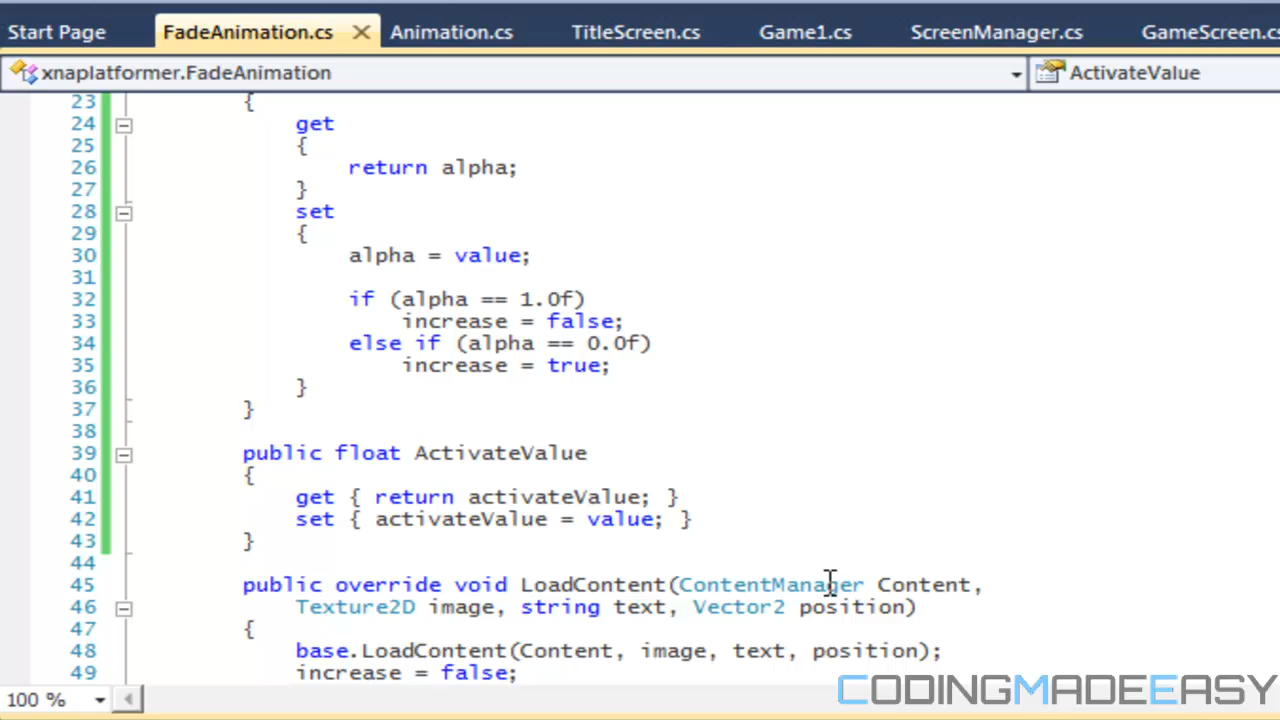 Start Page FadeAnimation.cs Animation.cs TitleScreen.cs Game1.cs ScreenManager.cs GameScreen.cs
xnaplatformer.FadeAnimation ActivateValue
23 {
24 get
25 {
26 return alpha;
27 }
28 set
29 {
30 alpha = value;
31
32 if (alpha == 1.0f)
33 increase = false;
34 else if (alpha == 0.0f)
35 increase = true;
36 }
37 }
38
39 public float ActivateValue
40 {
41 get { return activateValue; }
42 set { activateValue = value; }
43 }
44
45 public override void LoadContent(ContentManager Content,
46 Texture2D image, string text, Vector2 position)
47 {
48 base.LoadContent(Content, image, text, position);
49 increase = false;
100 %
CODINGMADEEASY